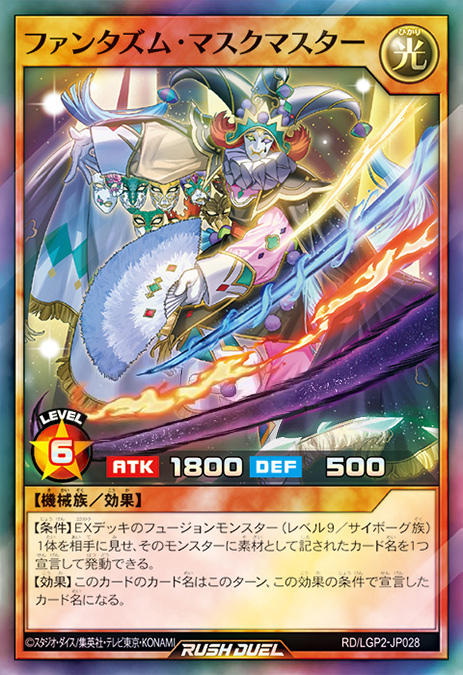 ファンタズム・マスクマスター
ひかり
光
LEVEL
6
ATK 1800 DEF 500
【機械族／効果】
【条件】EXデッキのフュージョンモンスター（レベル9／サイボーグ族）
1体を相手に見せ、そのモンスターに素材として記されたカード名を1つ
宣言して発動できる。
【効果】このカードのカード名はこのターン、この効果の条件で宣言した
カード名になる。
©スタジオ・ダイス/集英社・テレビ東京・KONAMI
RUSH DUEL
RD/LGP2-JP028